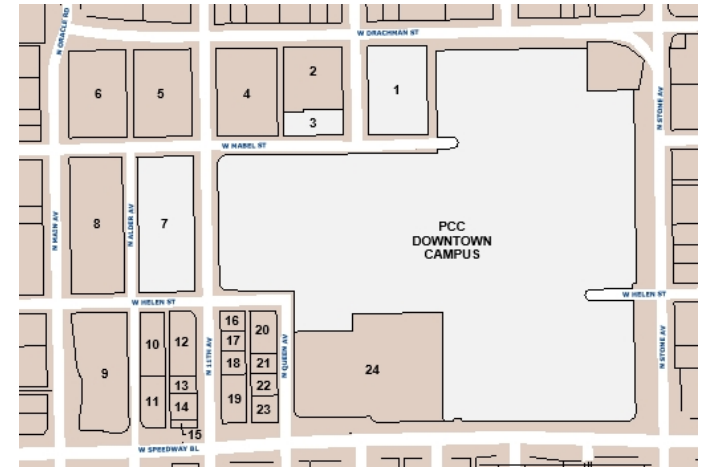 N ORACLE RD
W DRACHMAN ST
1
2
3
4
5
6
N STONE AV
W MABEL ST
7
8
N MAIN AV
N ALDER AV
PCC
DOWNTOWN
CAMPUS
W HELEN ST
W HELEN ST
9
10
11
12
13
14
15
16
17
18
19
20
21
22
23
24
N 11TH AV
N QUEEN AV
N STONE AV
W SPEEDWAY BL